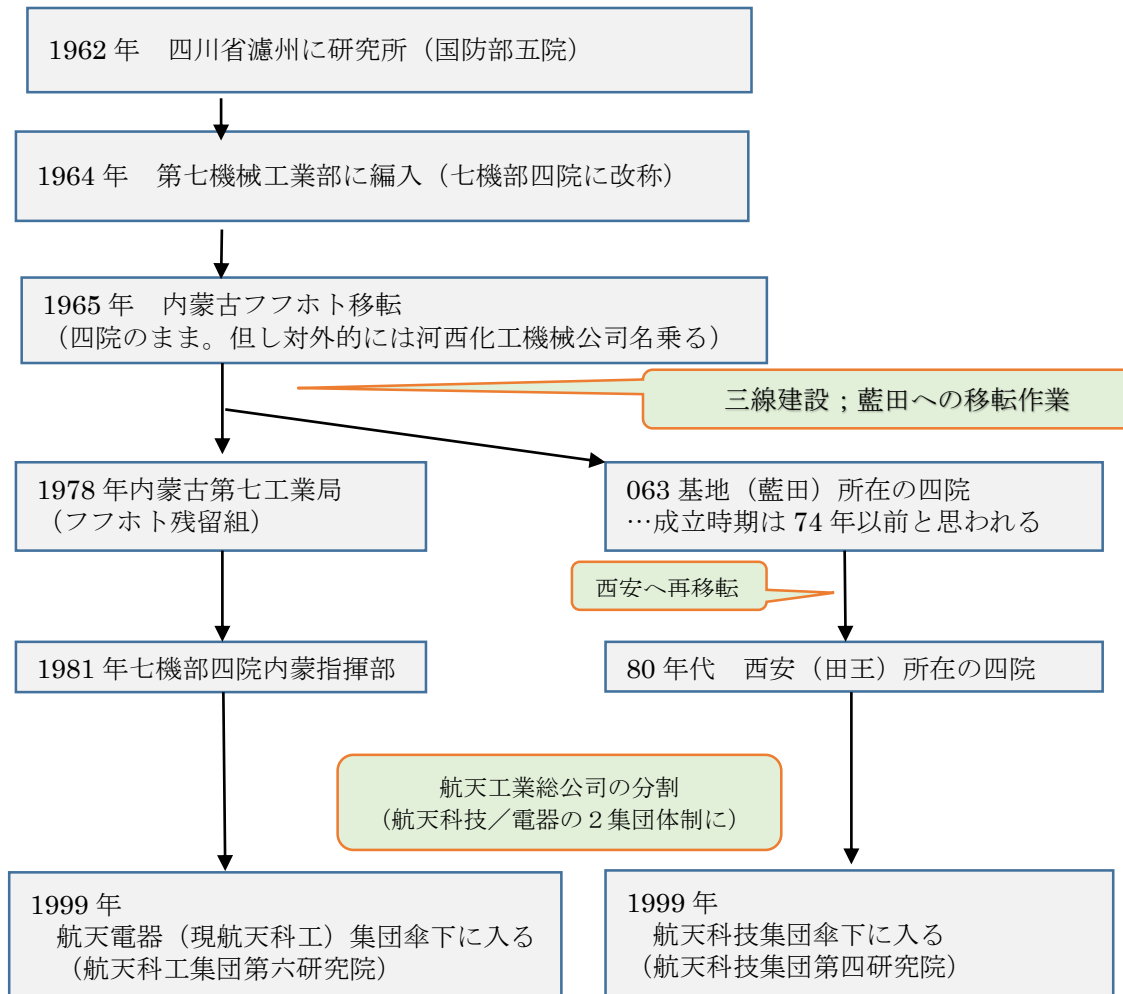 1962 年　四川省濾州に研究所（国防部五院）
1964 年　第七機械工業部に編入（七機部四院に改称）
1965 年　内蒙古フフホト移転
（四院のまま。但し対外的には河西化工機械公司名乗る）
三線建設；藍田への移転作業
1978 年内蒙古第七工業局
（フフホト残留組）
063 基地（藍田）所在の四院
…成立時期は 74 年以前と思われる
西安へ再移転
1981 年七機部四院内蒙指揮部
80 年代　西安（田王）所在の四院
航天工業総公司の分割
（航天科技／電器の２集団体制に）
1999 年
航天電器（現航天科工）集団傘下に入る
（航天科工集団第六研究院）
1999 年
航天科技集団傘下に入る
（航天科技集団第四研究院）